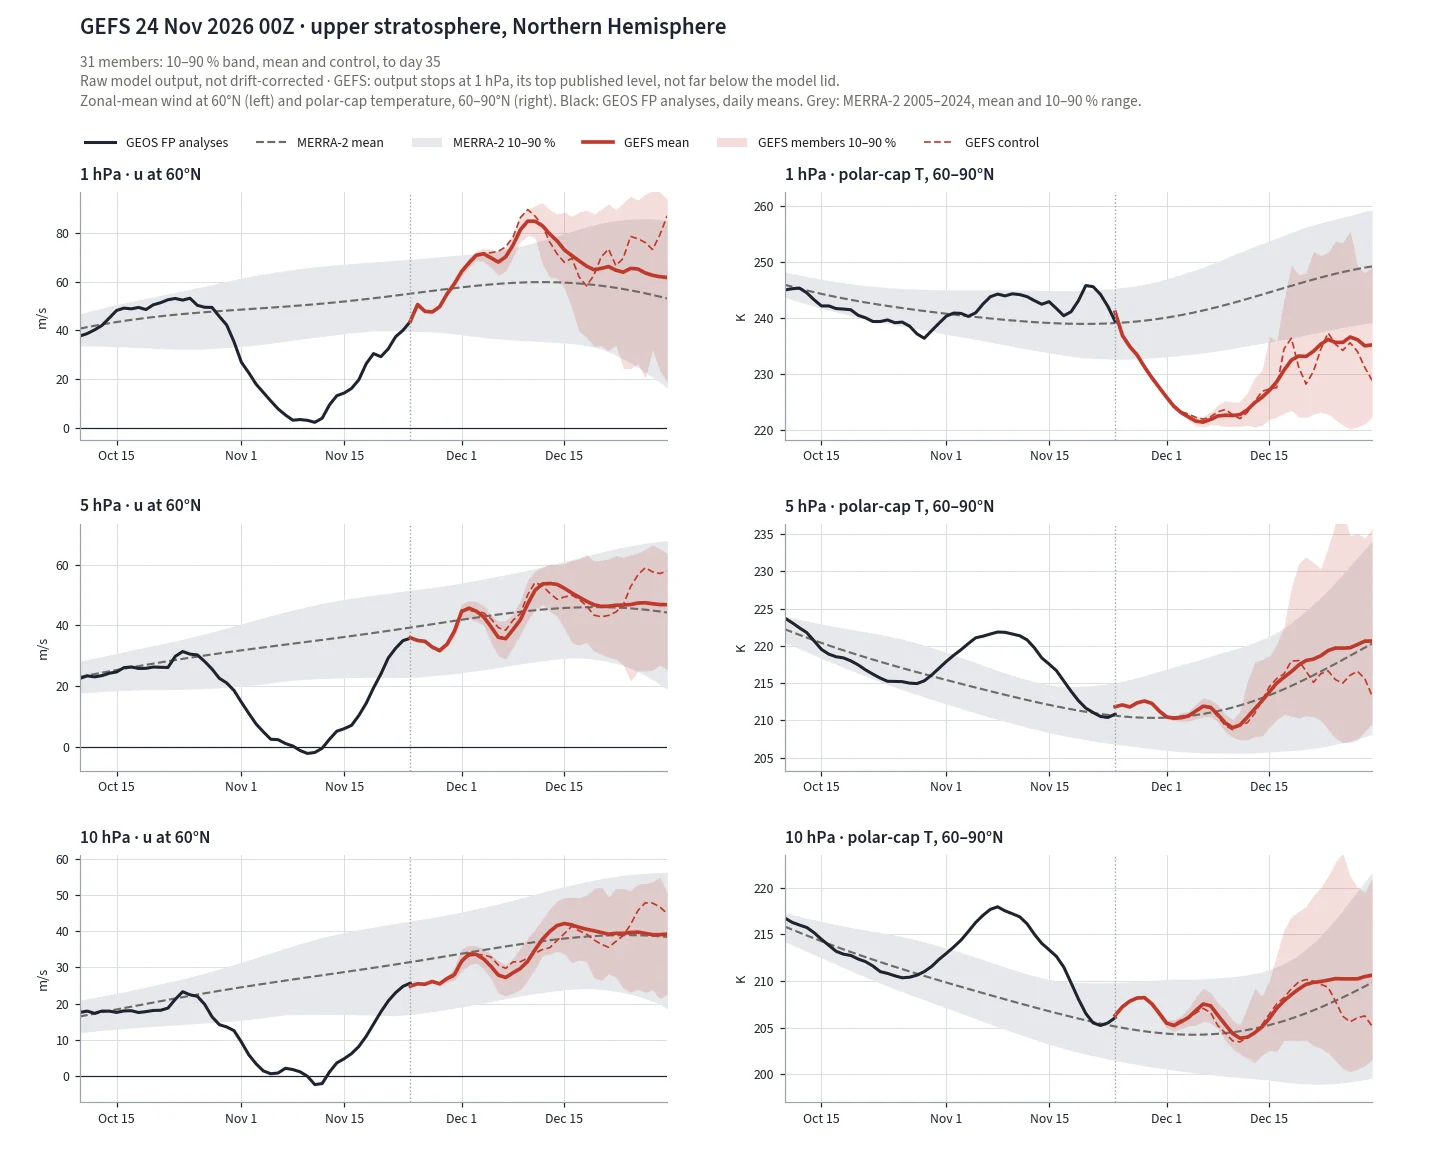 GEFS 24 Nov 2026 00Z · upper stratosphere, Northern Hemisphere
31 members: 10–90 % band, mean and control, to day 35
Raw model output, not drift-corrected · GEFS: output stops at 1 hPa, its top published level, not far below the model lid.
Zonal-mean wind at 60°N (left) and polar-cap temperature, 60–90°N (right). Black: GEOS FP analyses, daily means. Grey: MERRA-2 2005–2024, mean and 10–90 % range.
GEOS FP analyses MERRA-2 mean MERRA-2 10–90 % GEFS mean GEFS members 10–90 % GEFS control
1 hPa · u at 60°N
80
60
40
20
0
m/s
Oct 15 Nov 1 Nov 15 Dec 1 Dec 15
1 hPa · polar-cap T, 60–90°N
260
250
240
230
220
K
Oct 15 Nov 1 Nov 15 Dec 1 Dec 15
5 hPa · u at 60°N
60
40
20
0
m/s
Oct 15 Nov 1 Nov 15 Dec 1 Dec 15
5 hPa · polar-cap T, 60–90°N
235
230
225
220
215
210
205
K
Oct 15 Nov 1 Nov 15 Dec 1 Dec 15
10 hPa · u at 60°N
60
50
40
30
20
10
0
m/s
Oct 15 Nov 1 Nov 15 Dec 1 Dec 15
10 hPa · polar-cap T, 60–90°N
220
215
210
205
200
K
Oct 15 Nov 1 Nov 15 Dec 1 Dec 15